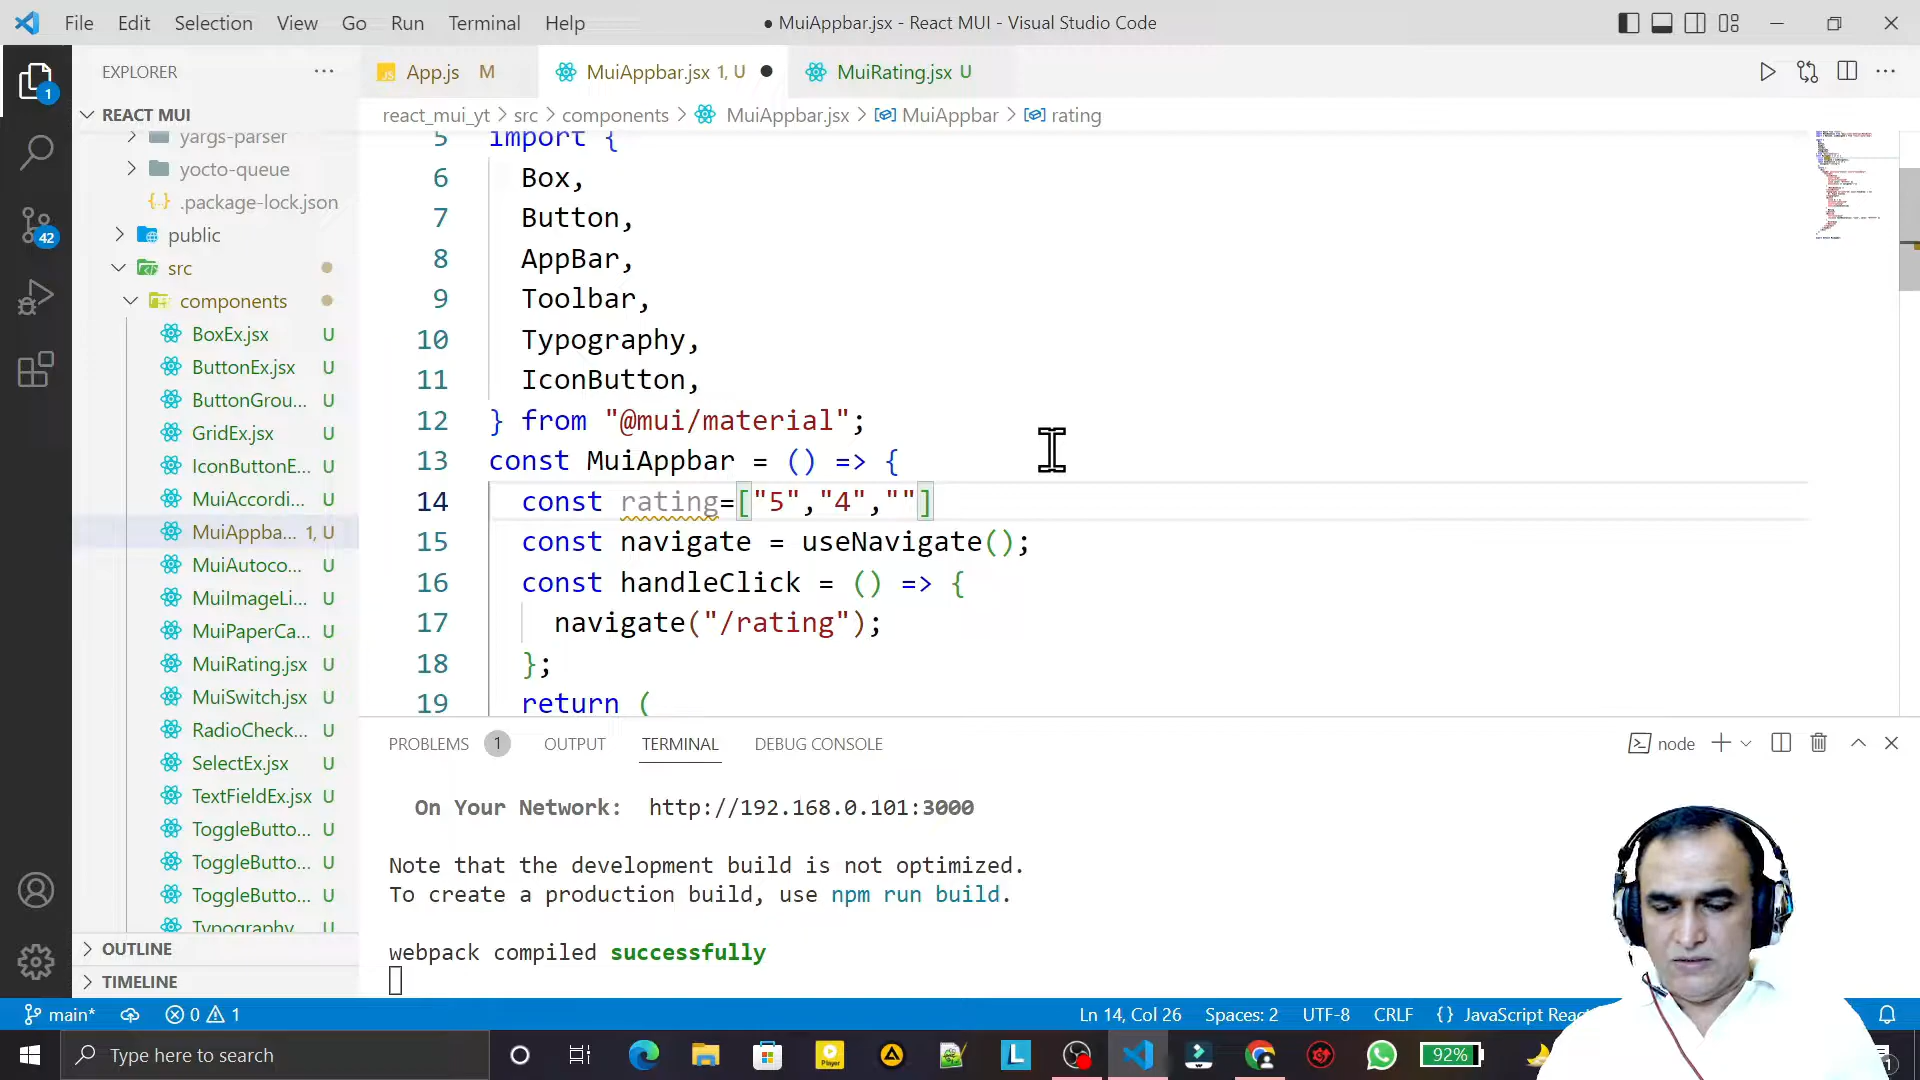 File Edit Selection View Go Run Terminal Help
● MuiAppbar.jsx - React MUI - Visual Studio Code
EXPLORER
App.js M
MuiAppbar.jsx 1, U
MuiRating.jsx U
REACT MUI
react_mui_yt > src > components > MuiAppbar.jsx > MuiAppbar > rating
yargs-parser
yocto-queue
.package-lock.json
public
src
components
BoxEx.jsx U
ButtonEx.jsx U
ButtonGrou... U
GridEx.jsx U
IconButtonE... U
MuiAccordi... U
MuiAppba... 1, U
MuiAutoco... U
MuiImageLi... U
MuiPaperCa... U
MuiRating.jsx U
MuiSwitch.jsx U
RadioCheck... U
SelectEx.jsx U
TextFieldEx.jsx U
ToggleButto... U
ToggleButto... U
ToggleButto... U
Typography U
OUTLINE
TIMELINE
5 import {
6 Box,
7 Button,
8 AppBar,
9 Toolbar,
10 Typography,
11 IconButton,
12 } from "@mui/material";
13 const MuiAppbar = () => {
14 const rating=["5","4",""]
15 const navigate = useNavigate();
16 const handleClick = () => {
17 navigate("/rating");
18 };
19 return (
PROBLEMS 1 OUTPUT TERMINAL DEBUG CONSOLE
node
On Your Network: http://192.168.0.101:3000
Note that the development build is not optimized.
To create a production build, use npm run build.
webpack compiled successfully
main* 0 1
Ln 14, Col 26 Spaces: 2 UTF-8 CRLF {} JavaScript Reac
1
42
Type here to search
92%